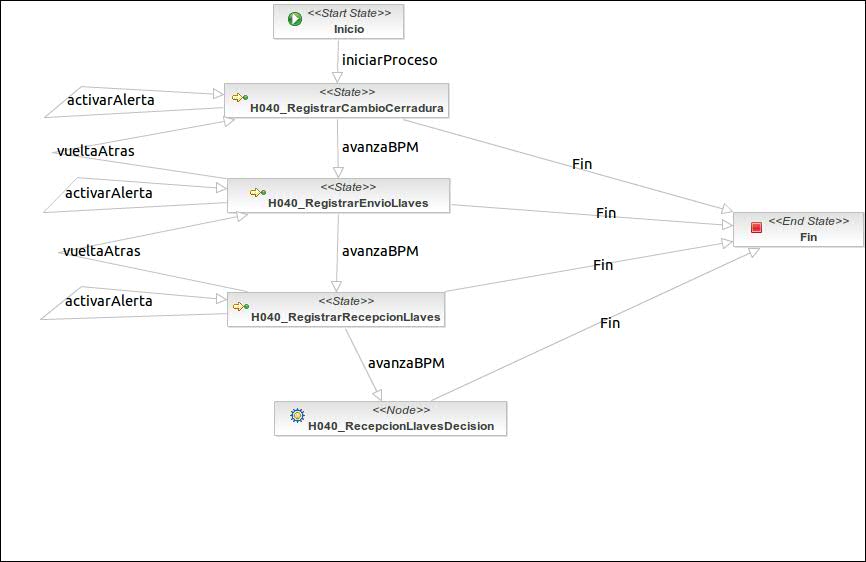 <<Start State>>
Inicio
iniciarProceso
<<State>>
H040_RegistrarCambioCerradura
activarAlerta
avanzaBPM
vueltaAtras
Fin
<<State>>
H040_RegistrarEnvioLlaves
activarAlerta
Fin
<<End State>>
Fin
avanzaBPM
vueltaAtras
Fin
<<State>>
H040_RegistrarRecepcionLlaves
activarAlerta
Fin
avanzaBPM
<<Node>>
H040_RecepcionLlavesDecision